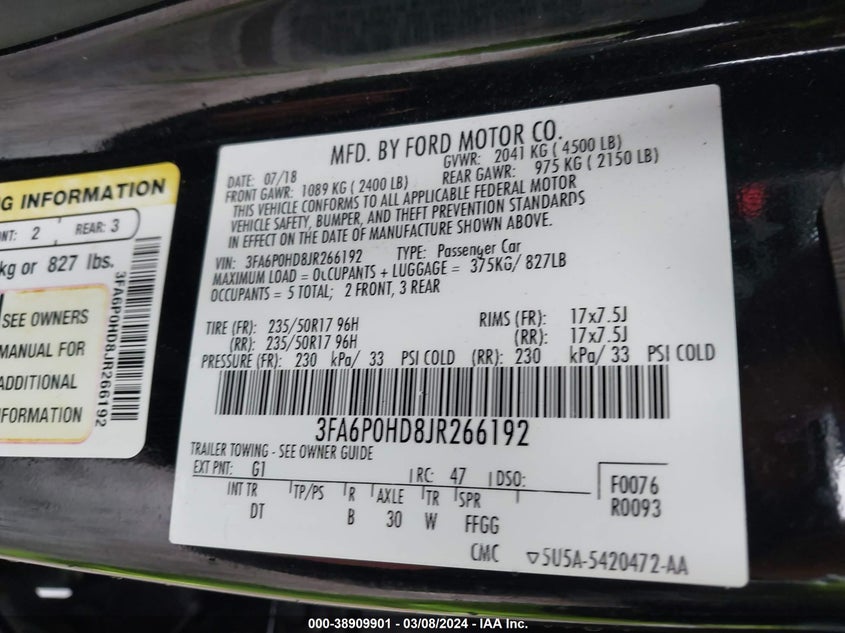 G INFORMATION
NT: 2 REAR: 3
kg or 827 lbs.
3FA6P0HD8JR266192
SEE OWNERS
MANUAL FOR
ADDITIONAL
INFORMATION
MFD. BY FORD MOTOR CO.
DATE: 07/18 GVWR: 2041 KG ( 4500 LB)
FRONT GAWR: 1089 KG ( 2400 LB) REAR GAWR: 975 KG ( 2150 LB)
THIS VEHICLE CONFORMS TO ALL APPLICABLE FEDERAL MOTOR
VEHICLE SAFETY, BUMPER, AND THEFT PREVENTION STANDARDS
IN EFFECT ON THE DATE OF MANUFACTURE SHOWN ABOVE.
VIN: 3FA6P0HD8JR266192 TYPE: Passenger Car
MAXIMUM LOAD = OCCUPANTS + LUGGAGE = 375KG/ 827LB
OCCUPANTS = 5 TOTAL; 2 FRONT, 3 REAR
TIRE (FR): 235/50R17 96H RIMS (FR): 17x7.5J
(RR): 235/50R17 96H (RR): 17x7.5J
PRESSURE (FR): 230 kPa/ 33 PSI COLD (RR): 230 kPa/ 33 PSI COLD
3FA6P0HD8JR266192
TRAILER TOWING - SEE OWNER GUIDE
EXT PNT: G1 RC: 47 DSO:
F0076
R0093
INT TR TP/PS R AXLE TR SPR
DT B 30 W FFGG
CMC ▽5U5A-5420472-AA
000-38909901 - 03/08/2024 - IAA Inc.